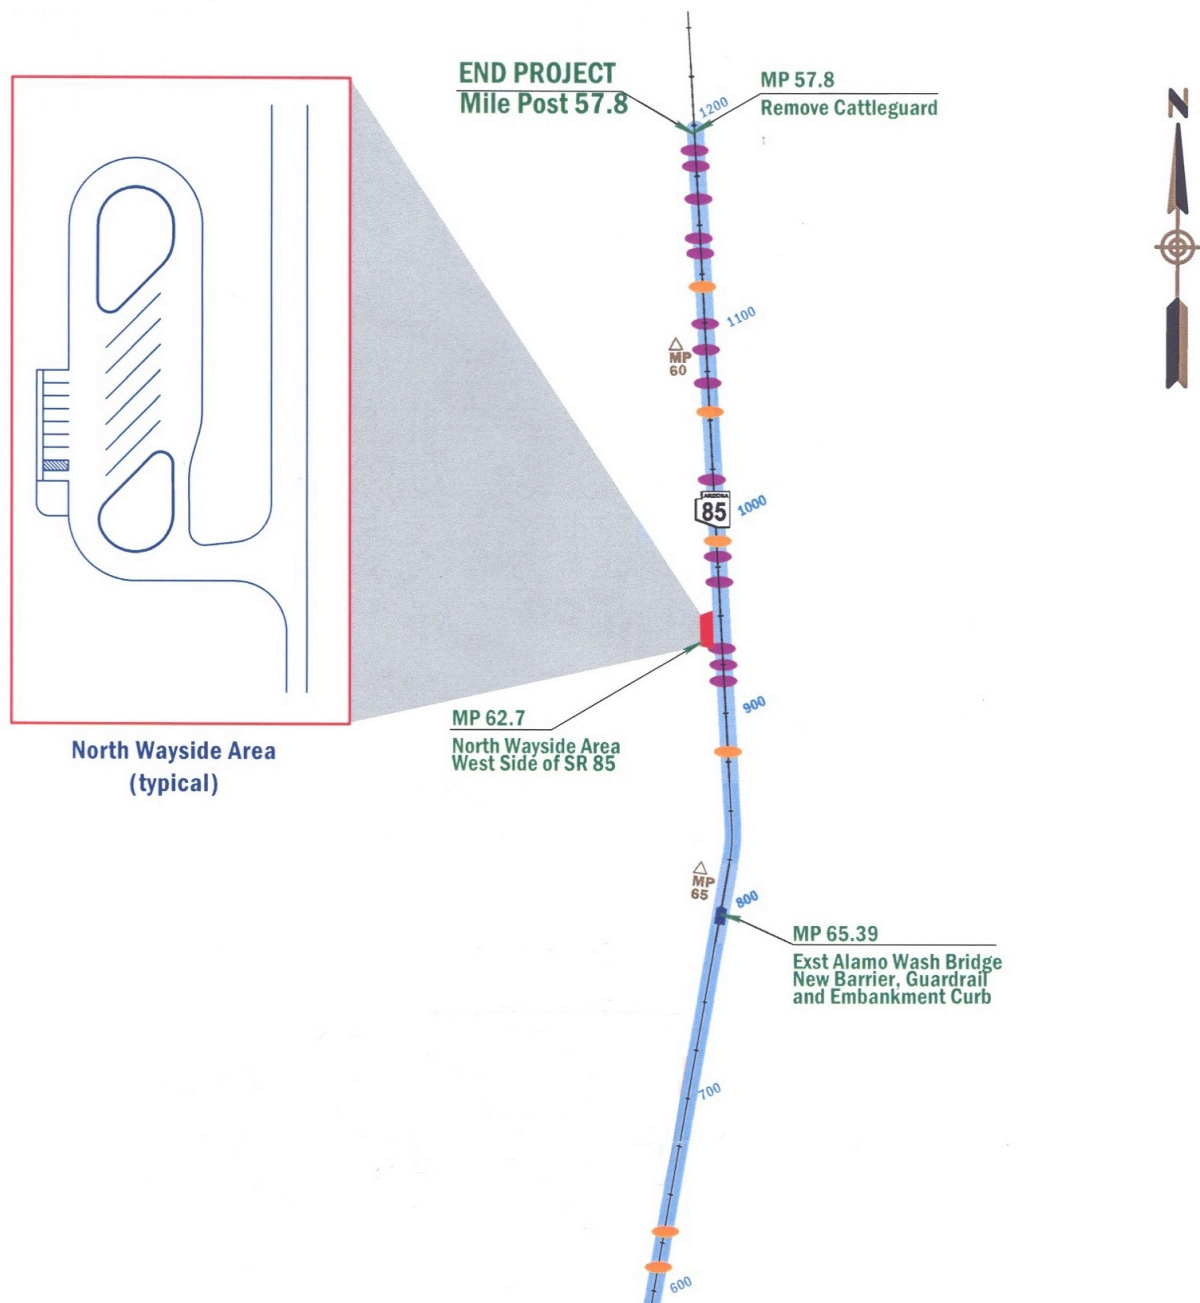 END PROJECT
Mile Post 57.8
MP 57.8
Remove Cattleguard
N
1200
1100
MP
60
ARIZONA
85
1000
MP 62.7
North Wayside Area
West Side of SR 85
900
North Wayside Area
(typical)
MP
65
800
MP 65.39
Exst Alamo Wash Bridge
New Barrier, Guardrail
and Embankment Curb
700
600